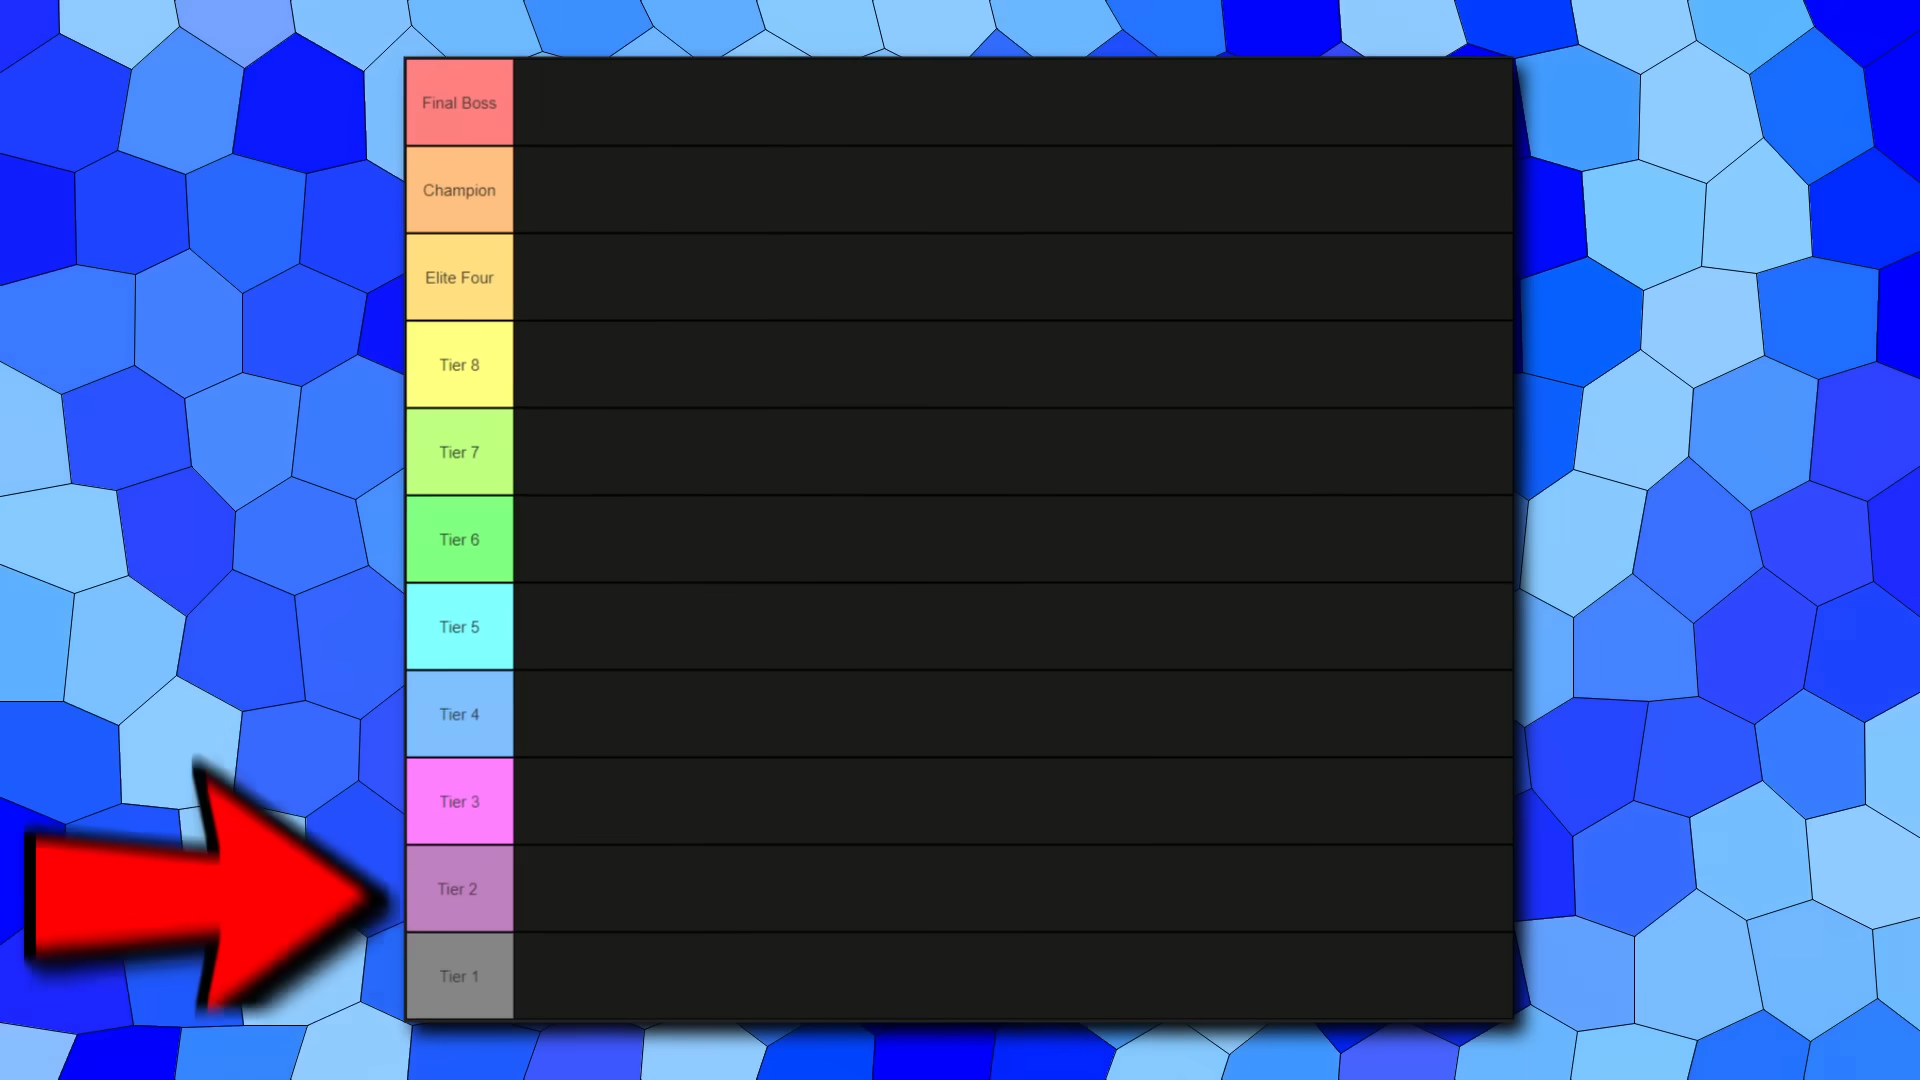 Final Boss
Champion
Elite Four
Tier 8
Tier 7
Tier 6
Tier 5
Tier 4
Tier 3
Tier 2
Tier 1